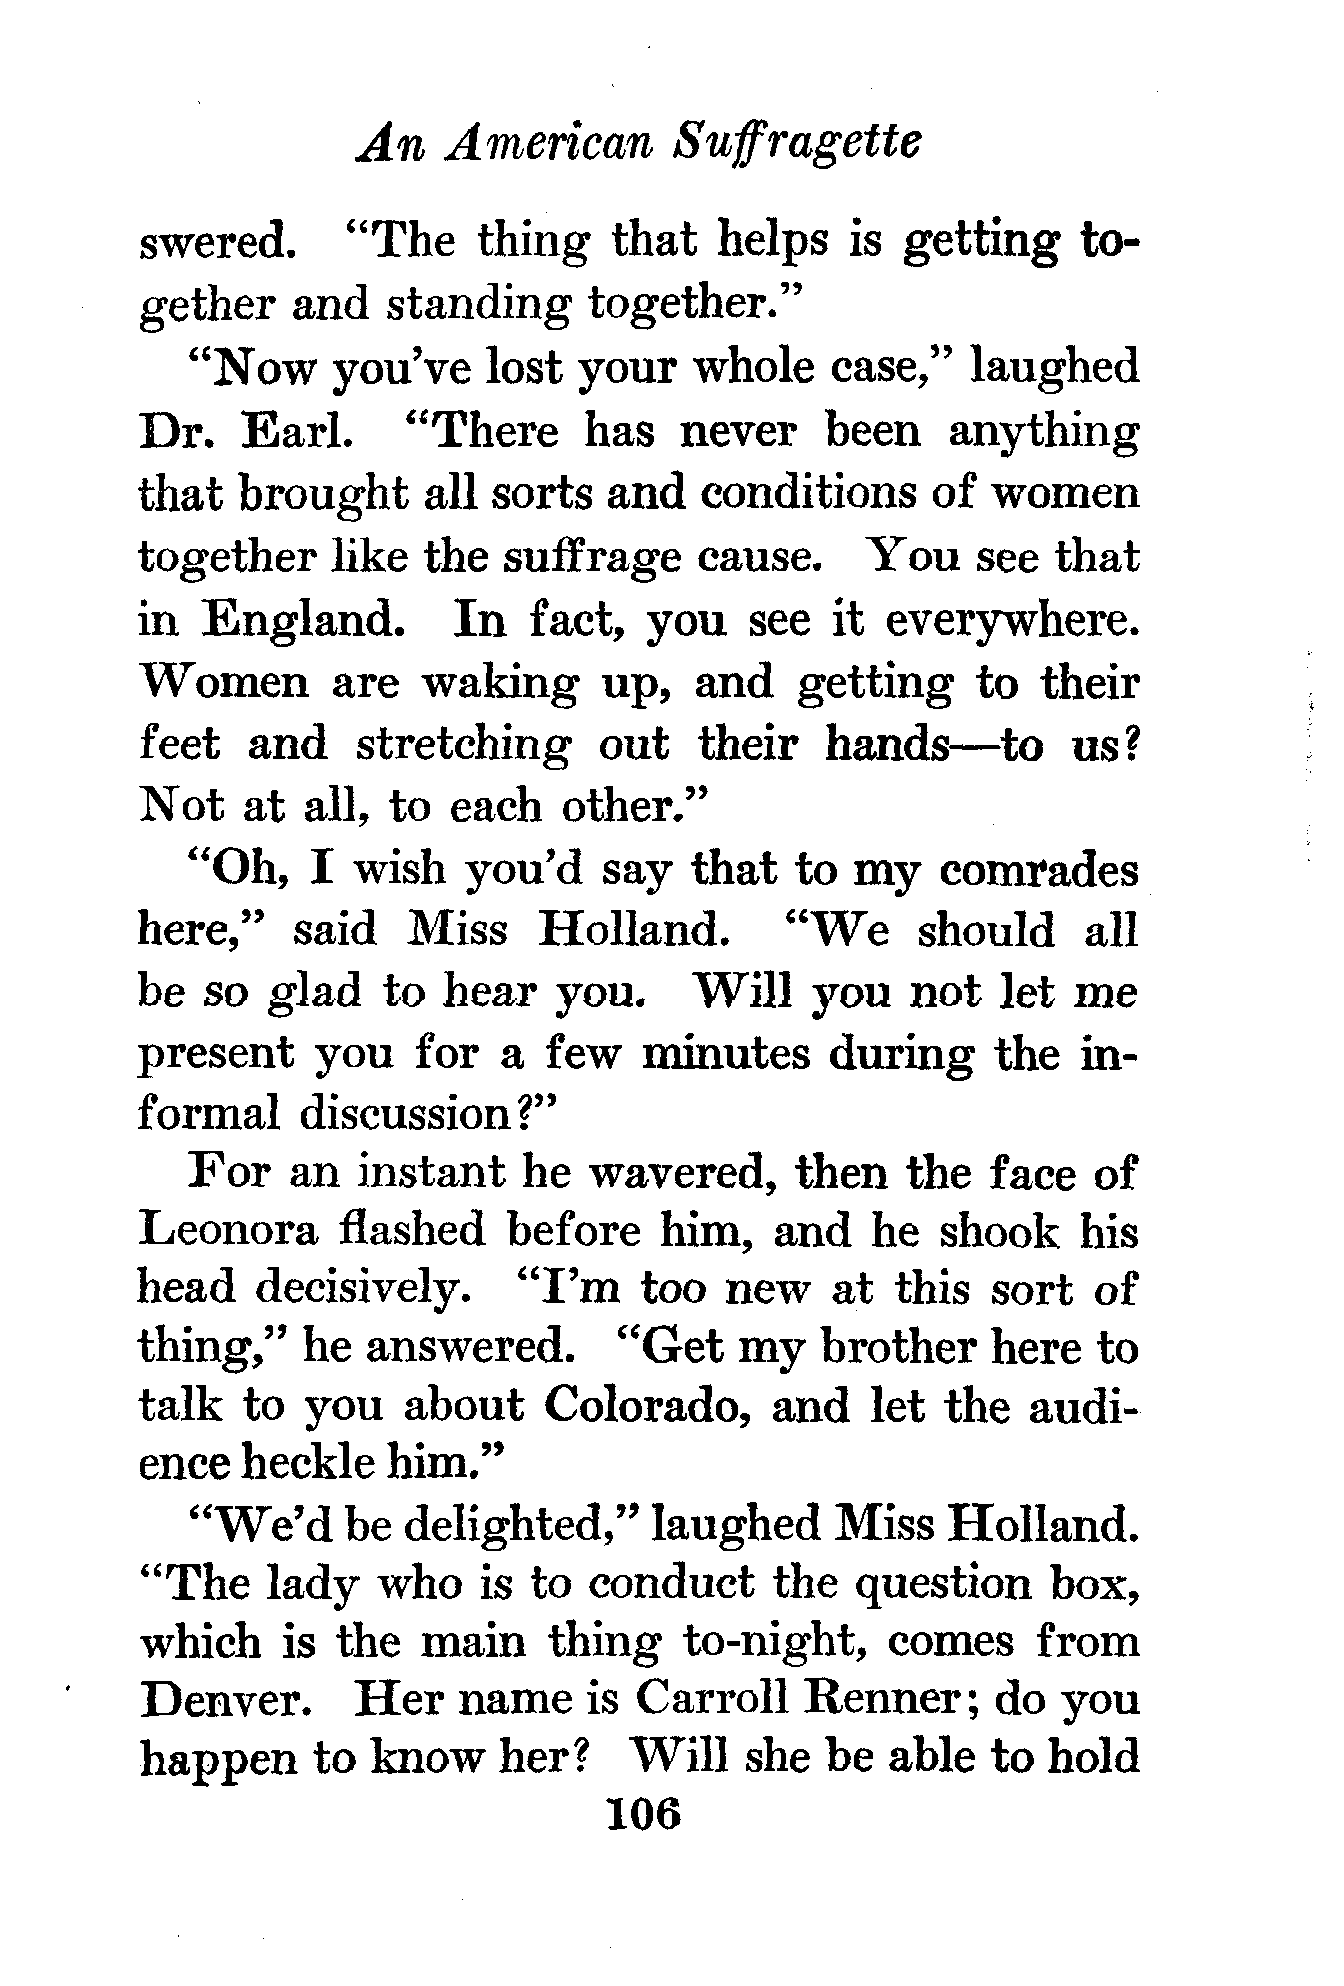 An American Suffragette
swered. “The thing that helps is getting to-
gether and standing together.”
“Now you’ve lost your whole case,” laughed
Dr. Earl. “There has never been anything
that brought all sorts and conditions of women
together like the suffrage cause. You see that
in England. In fact, you see it everywhere.
Women are waking up, and getting to their
feet and stretching out their hands—to us?
Not at all, to each other.”
“Oh, I wish you’d say that to my comrades
here,” said Miss Holland. “We should all
be so glad to hear you. Will you not let me
present you for a few minutes during the in-
formal discussion?”
For an instant he wavered, then the face of
Leonora flashed before him, and he shook his
head decisively. “I’m too new at this sort of
thing,” he answered. “Get my brother here to
talk to you about Colorado, and let the audi-
ence heckle him.”
“We’d be delighted,” laughed Miss Holland.
“The lady who is to conduct the question box,
which is the main thing to-night, comes from
Denver. Her name is Carroll Renner; do you
happen to know her? Will she be able to hold
106